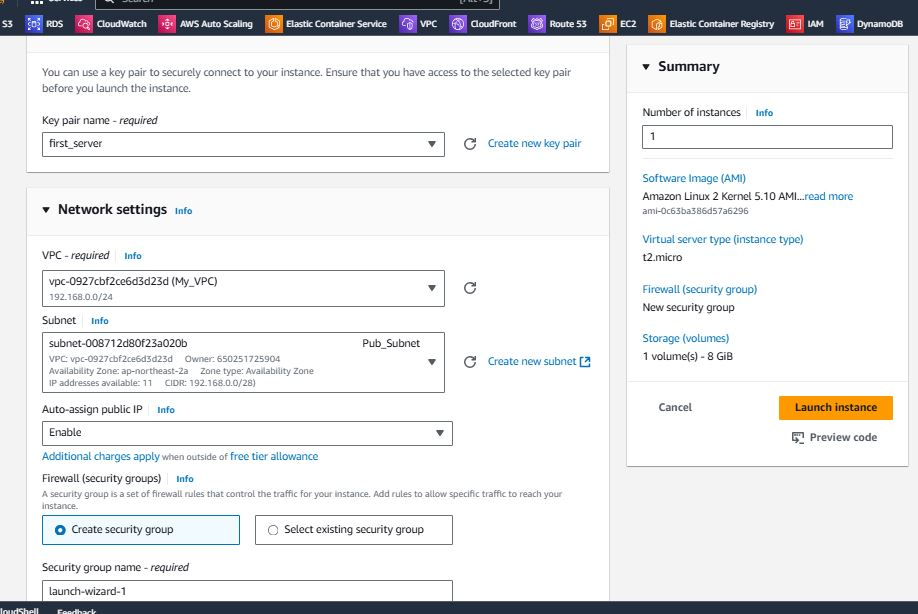 S3 RDS CloudWatch AWS Auto Scaling Elastic Container Service VPC CloudFront Route 53 EC2 Elastic Container Registry IAM DynamoDB
You can use a key pair to securely connect to your instance. Ensure that you have access to the selected key pair
before you launch the instance.
Key pair name - required
first_server
Create new key pair
Network settings Info
VPC - required Info
vpc-0927cbf2ce6d3d23d (My_VPC)
192.168.0.0/24
Subnet Info
subnet-008712d80f23a020b Pub_Subnet
VPC: vpc-0927cbf2ce6d3d23d Owner: 650251725904
Availability Zone: ap-northeast-2a Zone type: Availability Zone
IP addresses available: 11 CIDR: 192.168.0.0/28)
Create new subnet
Auto-assign public IP Info
Enable
Additional charges apply when outside of free tier allowance
Firewall (security groups) Info
A security group is a set of firewall rules that control the traffic for your instance. Add rules to allow specific traffic to reach your
instance.
Create security group Select existing security group
Security group name - required
launch-wizard-1
Summary
Number of instances Info
1
Software Image (AMI)
Amazon Linux 2 Kernel 5.10 AMI...read more
ami-0c63ba386d57a6296
Virtual server type (instance type)
t2.micro
Firewall (security group)
New security group
Storage (volumes)
1 volume(s) - 8 GiB
Cancel Launch instance
Preview code
CloudShell Feedback